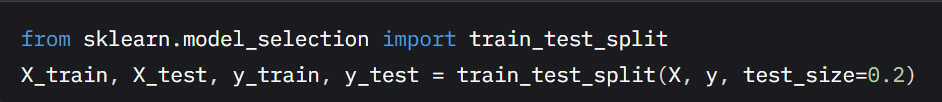 from sklearn.model_selection import train_test_split
X_train, X_test, y_train, y_test = train_test_split(X, y, test_size=0.2)